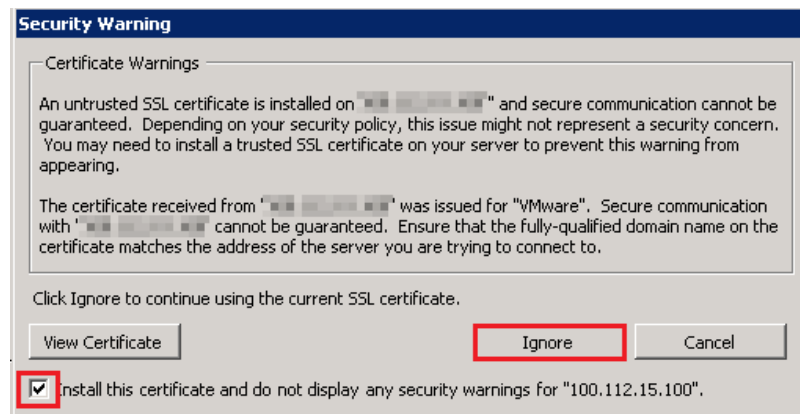 Security Warning
Certificate Warnings
An untrusted SSL certificate is installed on " " and secure communication cannot be
guaranteed. Depending on your security policy, this issue might not represent a security concern.
You may need to install a trusted SSL certificate on your server to prevent this warning from
appearing.
The certificate received from " " was issued for "VMware". Secure communication
with " " cannot be guaranteed. Ensure that the fully-qualified domain name on the
certificate matches the address of the server you are trying to connect to.
Click Ignore to continue using the current SSL certificate.
View Certificate
Ignore
Cancel
Install this certificate and do not display any security warnings for "100.112.15.100".